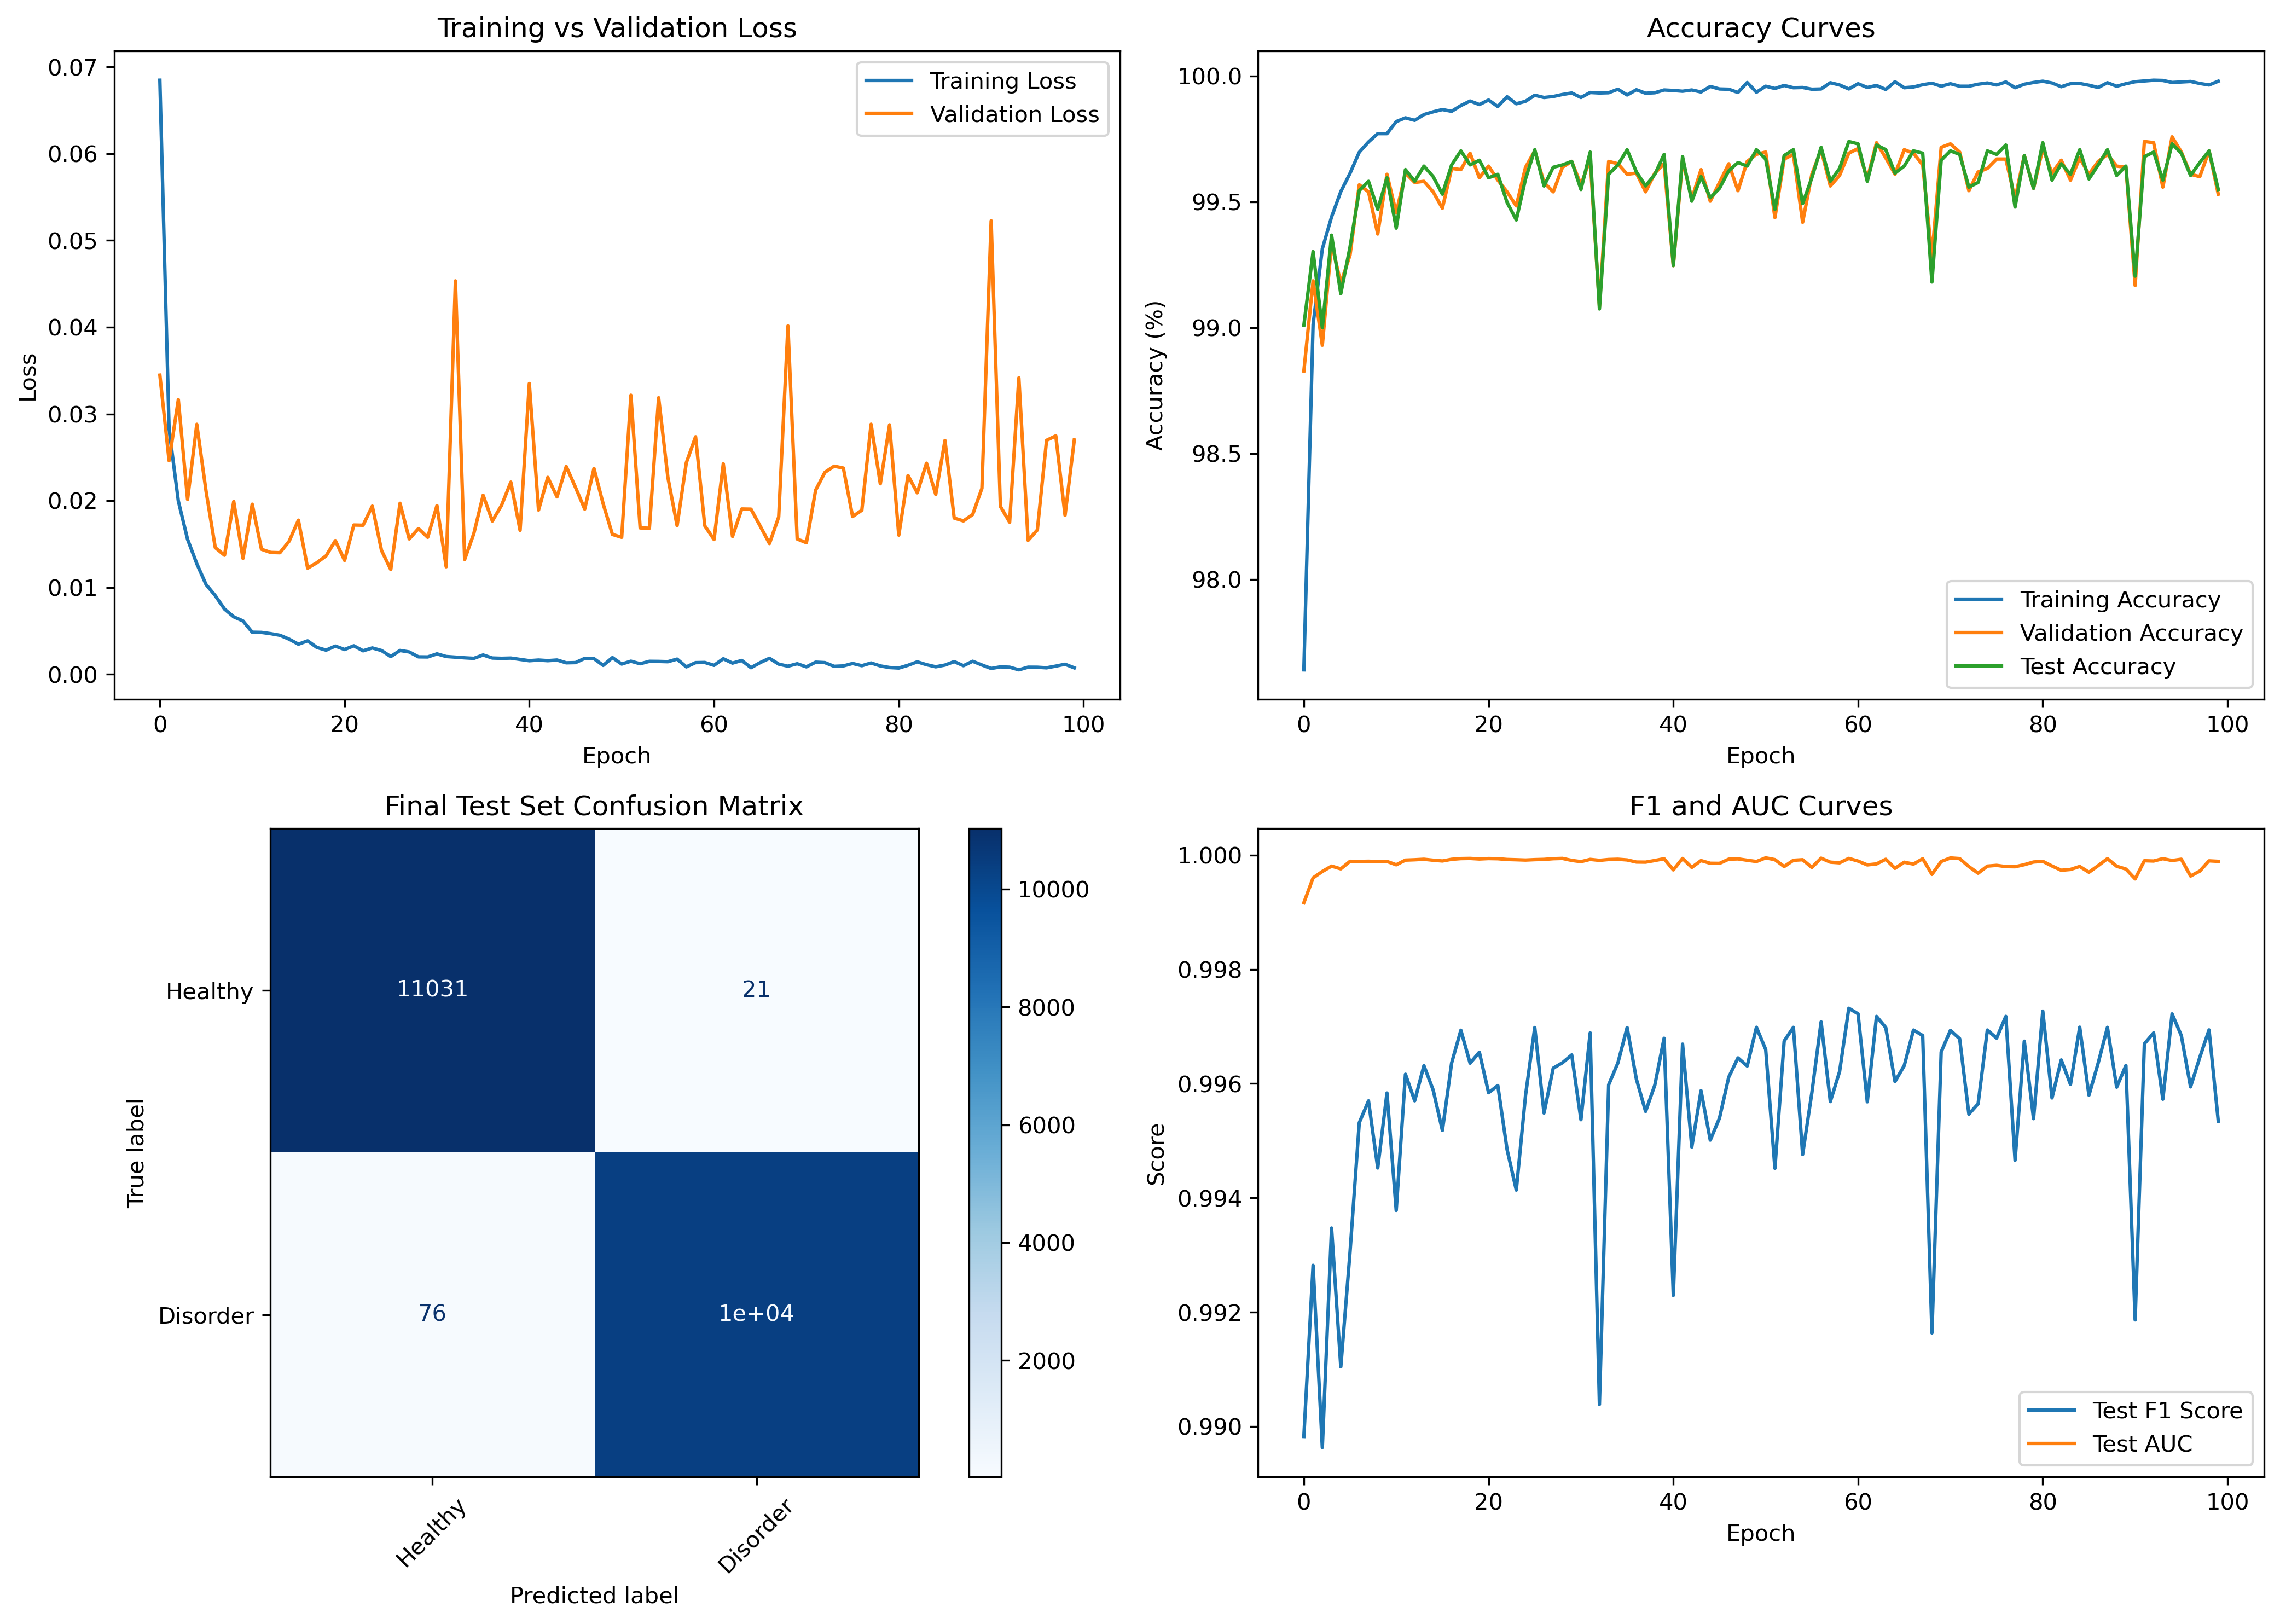 Training vs Validation Loss
0.07
0.06
0.05
0.04
0.03
0.02
0.01
0.00
Loss
0 20 40 60 80 100
Epoch
Training Loss
Validation Loss
Accuracy Curves
100.0
99.5
99.0
98.5
98.0
Accuracy (%)
0 20 40 60 80 100
Epoch
Training Accuracy
Validation Accuracy
Test Accuracy
Final Test Set Confusion Matrix
True label
Healthy
Disorder
11031 21
76 1e+04
Healthy Disorder
Predicted label
10000
8000
6000
4000
2000
F1 and AUC Curves
1.000
0.998
0.996
0.994
0.992
0.990
Score
0 20 40 60 80 100
Epoch
Test F1 Score
Test AUC